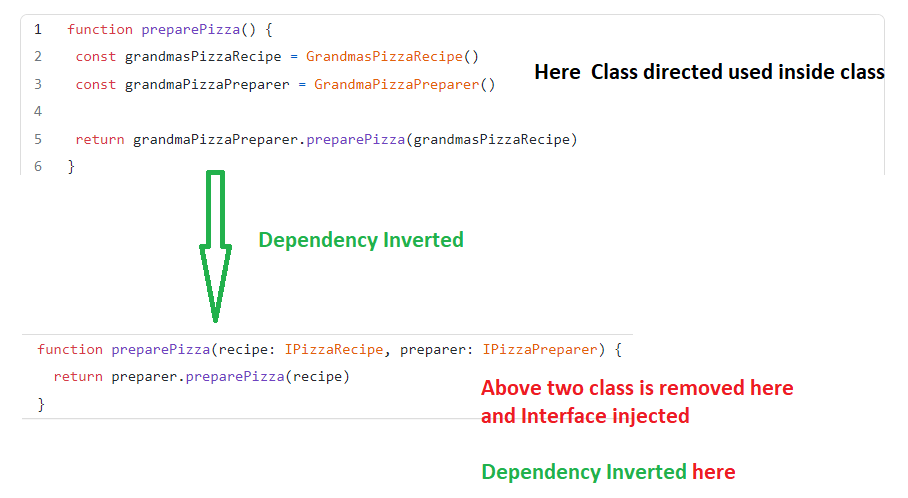 1 function preparePizza() {
2 const grandmasPizzaRecipe = GrandmasPizzaRecipe()
Here Class directed used inside class
3 const grandmaPizzaPreparer = GrandmaPizzaPreparer()
4
5 return grandmaPizzaPreparer.preparePizza(grandmasPizzaRecipe)
6 }
Dependency Inverted
function preparePizza(recipe: IPizzaRecipe, preparer: IPizzaPreparer) {
return preparer.preparePizza(recipe)
}
Above two class is removed here
and Interface injected
Dependency Inverted here